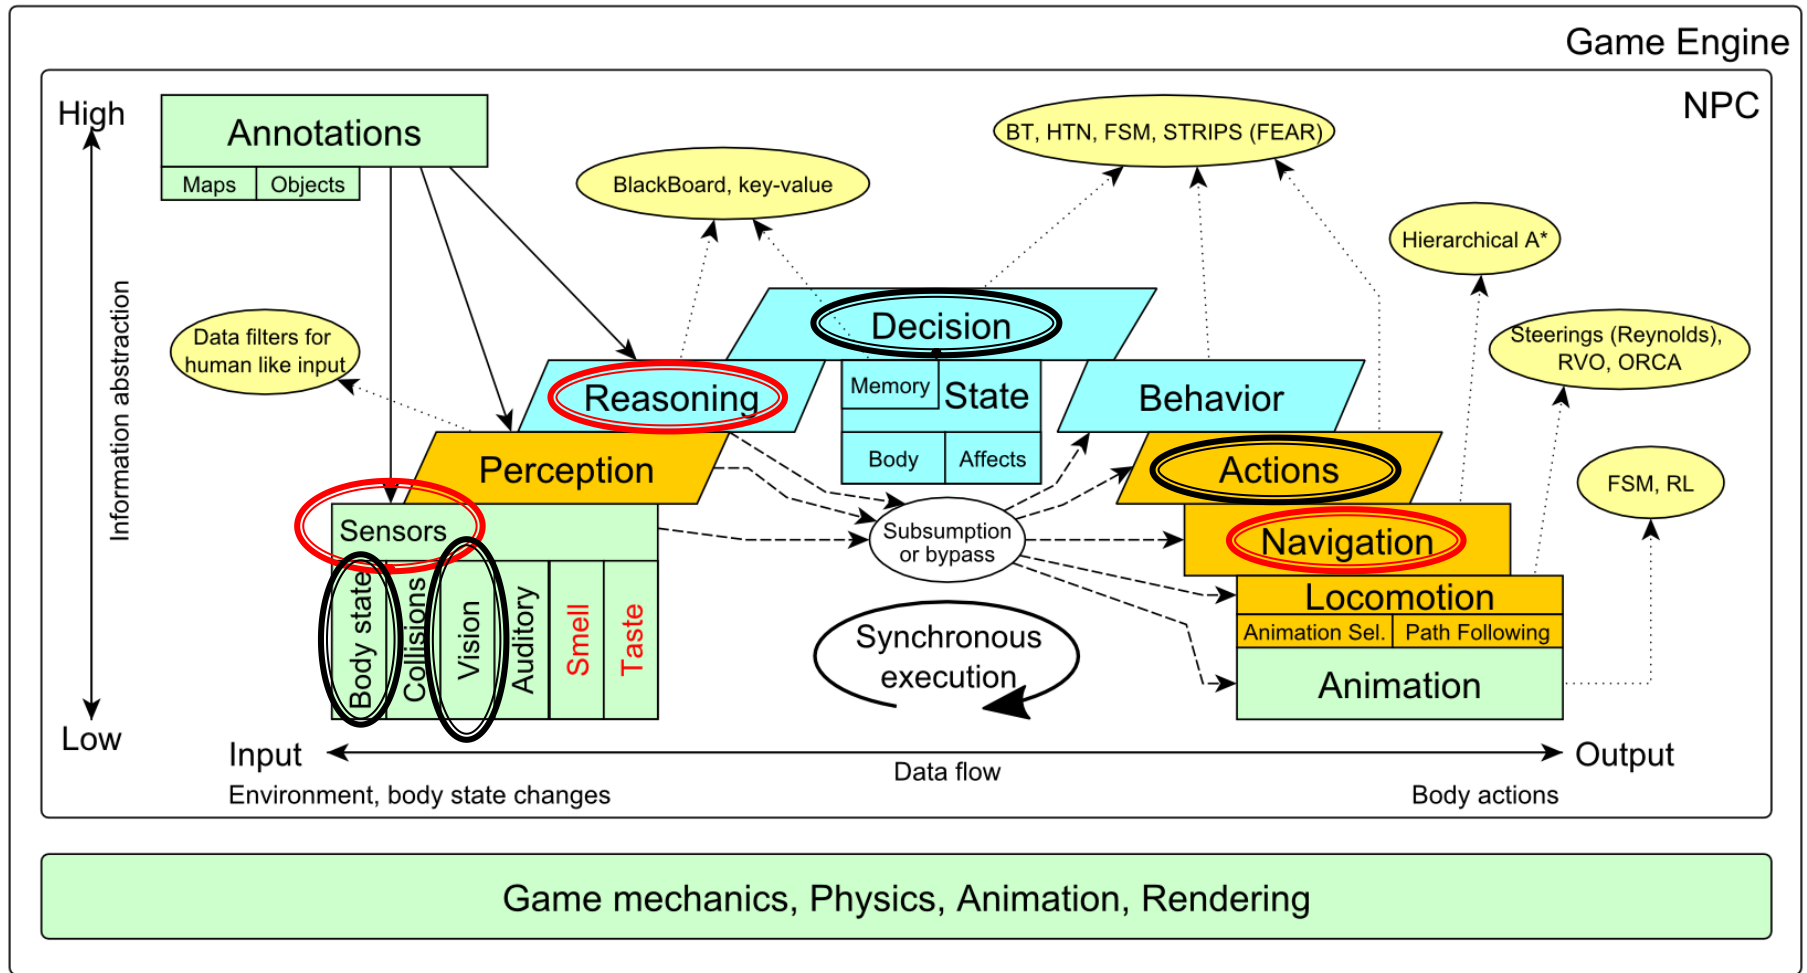 Game Engine
NPC
High
Annotations
Maps
Objects
BlackBoard, key-value
BT, HTN, FSM, STRIPS (FEAR)
Hierarchical A*
Information abstraction
Data filters for
human like input
Decision
Steerings (Reynolds),
RVO, ORCA
Reasoning
Memory
State
Behavior
Body
Affects
Perception
Actions
FSM, RL
Sensors
Subsumption
or bypass
Navigation
Body state
Collisions
Vision
Auditory
Smell
Taste
Locomotion
Animation Sel.
Path Following
Synchronous
execution
Animation
Low
Input
Output
Data flow
Environment, body state changes
Body actions
Game mechanics, Physics, Animation, Rendering